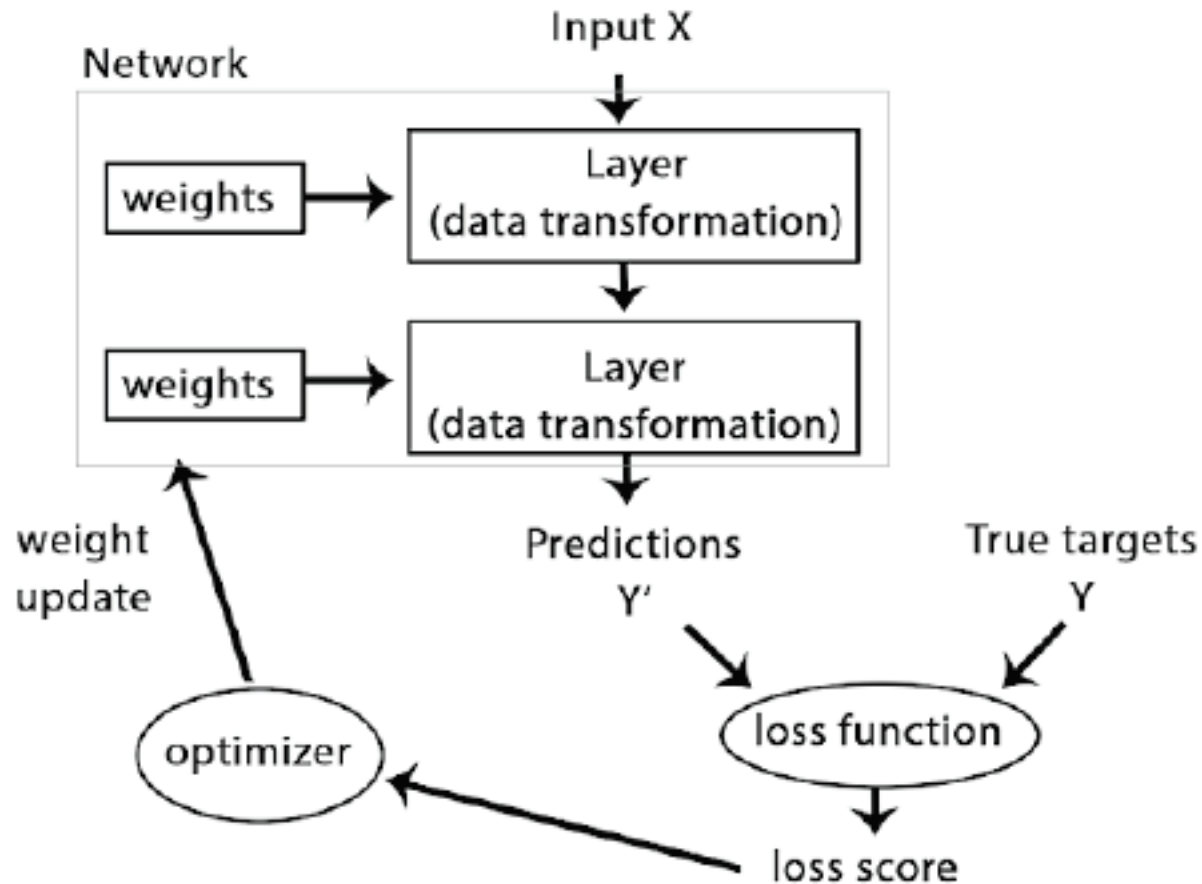 Input X
Network
weights
Layer
(data transformation)
weights
Layer
(data transformation)
weight
update
Predictions
Y'
True targets
Y
optimizer
loss function
loss score